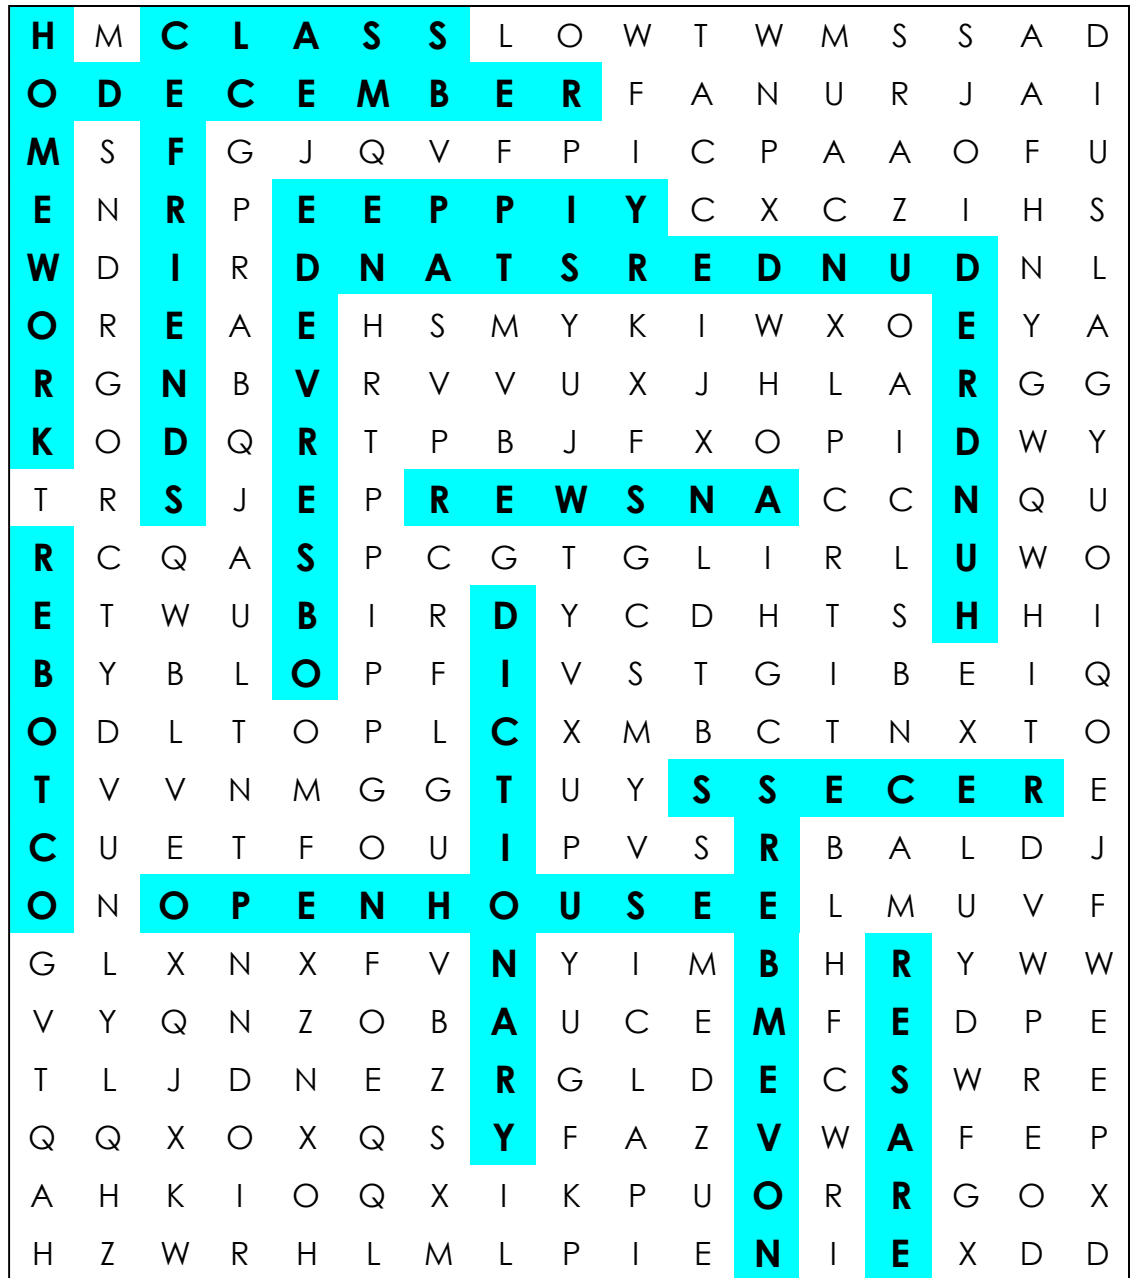 H M C L A S S L O W T W M S S A D
O D E C E M B E R F A N U R J A I
M S F G J Q V F P I C P A A O F U
E N R P E E P P I Y C X C Z I H S
W D I R D N A T S R E D N U D N L
O R E A E H S M Y K I W X O E Y A
R G N B V R V V U X J H L A R G G
K O D Q R T P B J F X O P I D W Y
T R S J E P R E W S N A C C N Q U
R C Q A S P C G T G L I R L U W O
E T W U B I R D Y C D H T S H H I
B Y B L O P F I V S T G I B E I Q
O D L T O P L C X M B C T N X T O
T V V N M G G T U Y S S E C E R E
C U E T F O U I P V S R B A L D J
O N O P E N H O U S E E L M U V F
G L X N X F V N Y I M B H R Y W W
V Y Q N Z O B A U C E M F E D P E
T L J D N E Z R G L D E C S W R E
Q Q X O X Q S Y F A Z V W A F E P
A H K I O Q X I K P U O R R G O X
H Z W R H L M L P I E N I E X D D